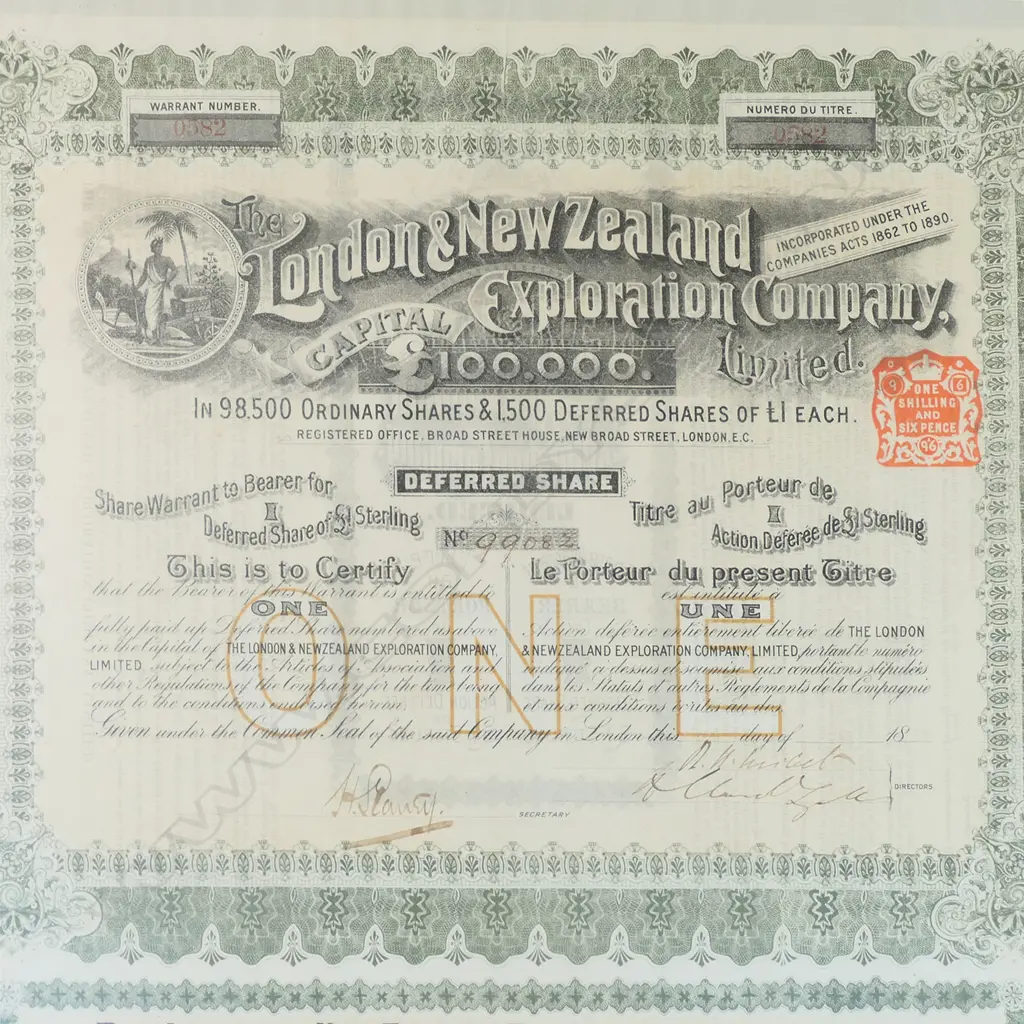 WARRANT NUMBER.
0582
NUMERO DU TITRE.
0582
The
London & New Zealand
Exploration Company,
Limited.
INCORPORATED UNDER THE
COMPANIES ACTS 1862 TO 1890.
CAPITAL
£100,000.
IN 98,500 ORDINARY SHARES & 1,500 DEFERRED SHARES OF £1 EACH.
REGISTERED OFFICE, BROAD STREET HOUSE, NEW BROAD STREET, LONDON, E.C.
9 6
ONE
SHILLING
AND
SIX PENCE
96
DEFERRED SHARE
Share Warrant to Bearer for
1
Deferred Share of £1 Sterling
No 99082
Titre au Porteur de
1
Action Déferée de £1 Sterling
This is to Certify
that the Bearer of this Warrant is entitled to
ONE
fully paid up Deferred Share numbered as above
in the Capital of THE LONDON & NEW ZEALAND EXPLORATION COMPANY,
LIMITED subject to the Articles of Association and
other Regulations of the Company for the time being
and to the conditions endorsed hereon.
Le Porteur du present Titre
est intitulé à
UNE
Action deférée entièrement liberée de THE LONDON
& NEW ZEALAND EXPLORATION COMPANY, LIMITED, portant le numéro
indiqué ci dessus et soumise aux conditions stipulées
dans les Statuts et autres Règlements de la Compagnie
et aux conditions écrites au dos.
ONE
Given under the Common Seal of the said Company in London this day of 18
SECRETARY
DIRECTORS